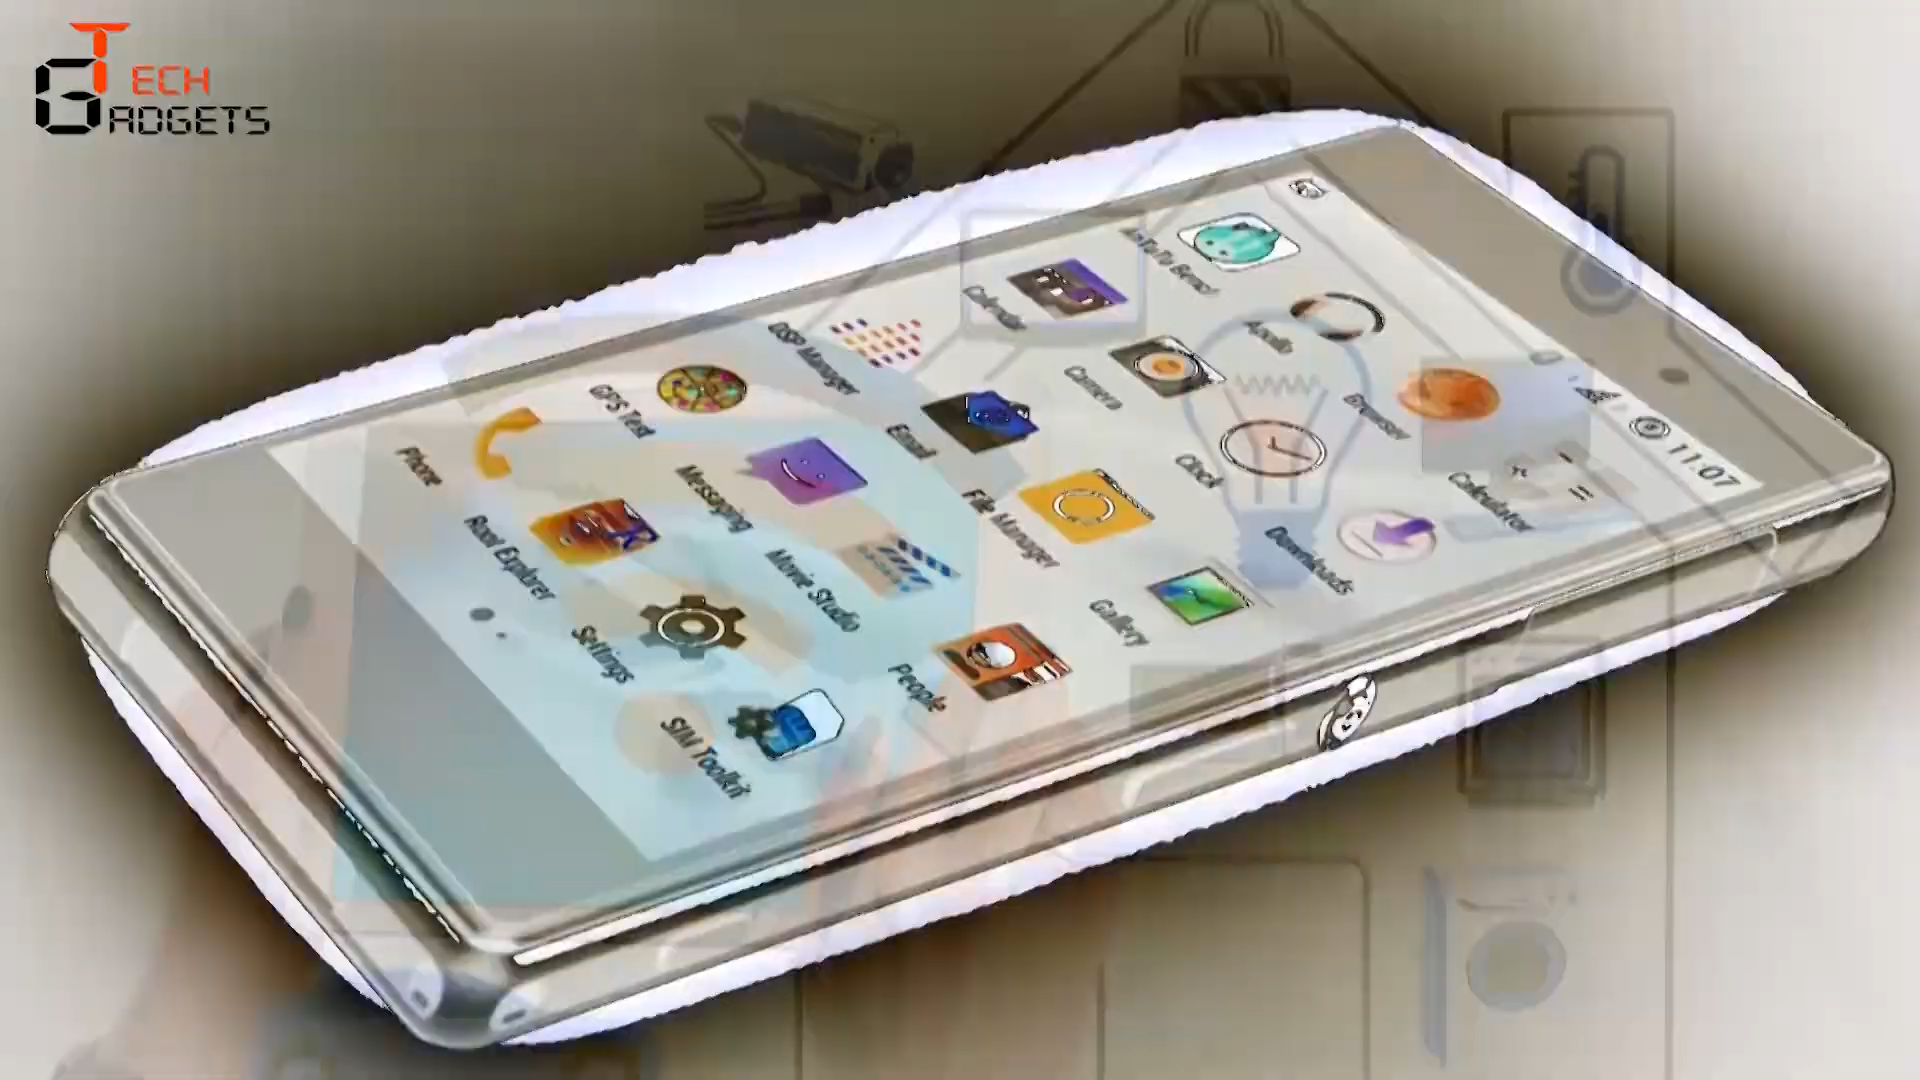 TECH
GADGETS
11:07
AnTuTu Bench
Apollo
Browser
Calculator
Calendar
Camera
Clock
Downloads
DSP Manager
Email
File Manager
Gallery
GPS Test
Messaging
Movie Studio
People
Phone
Root Explorer
Settings
SIM Toolkit